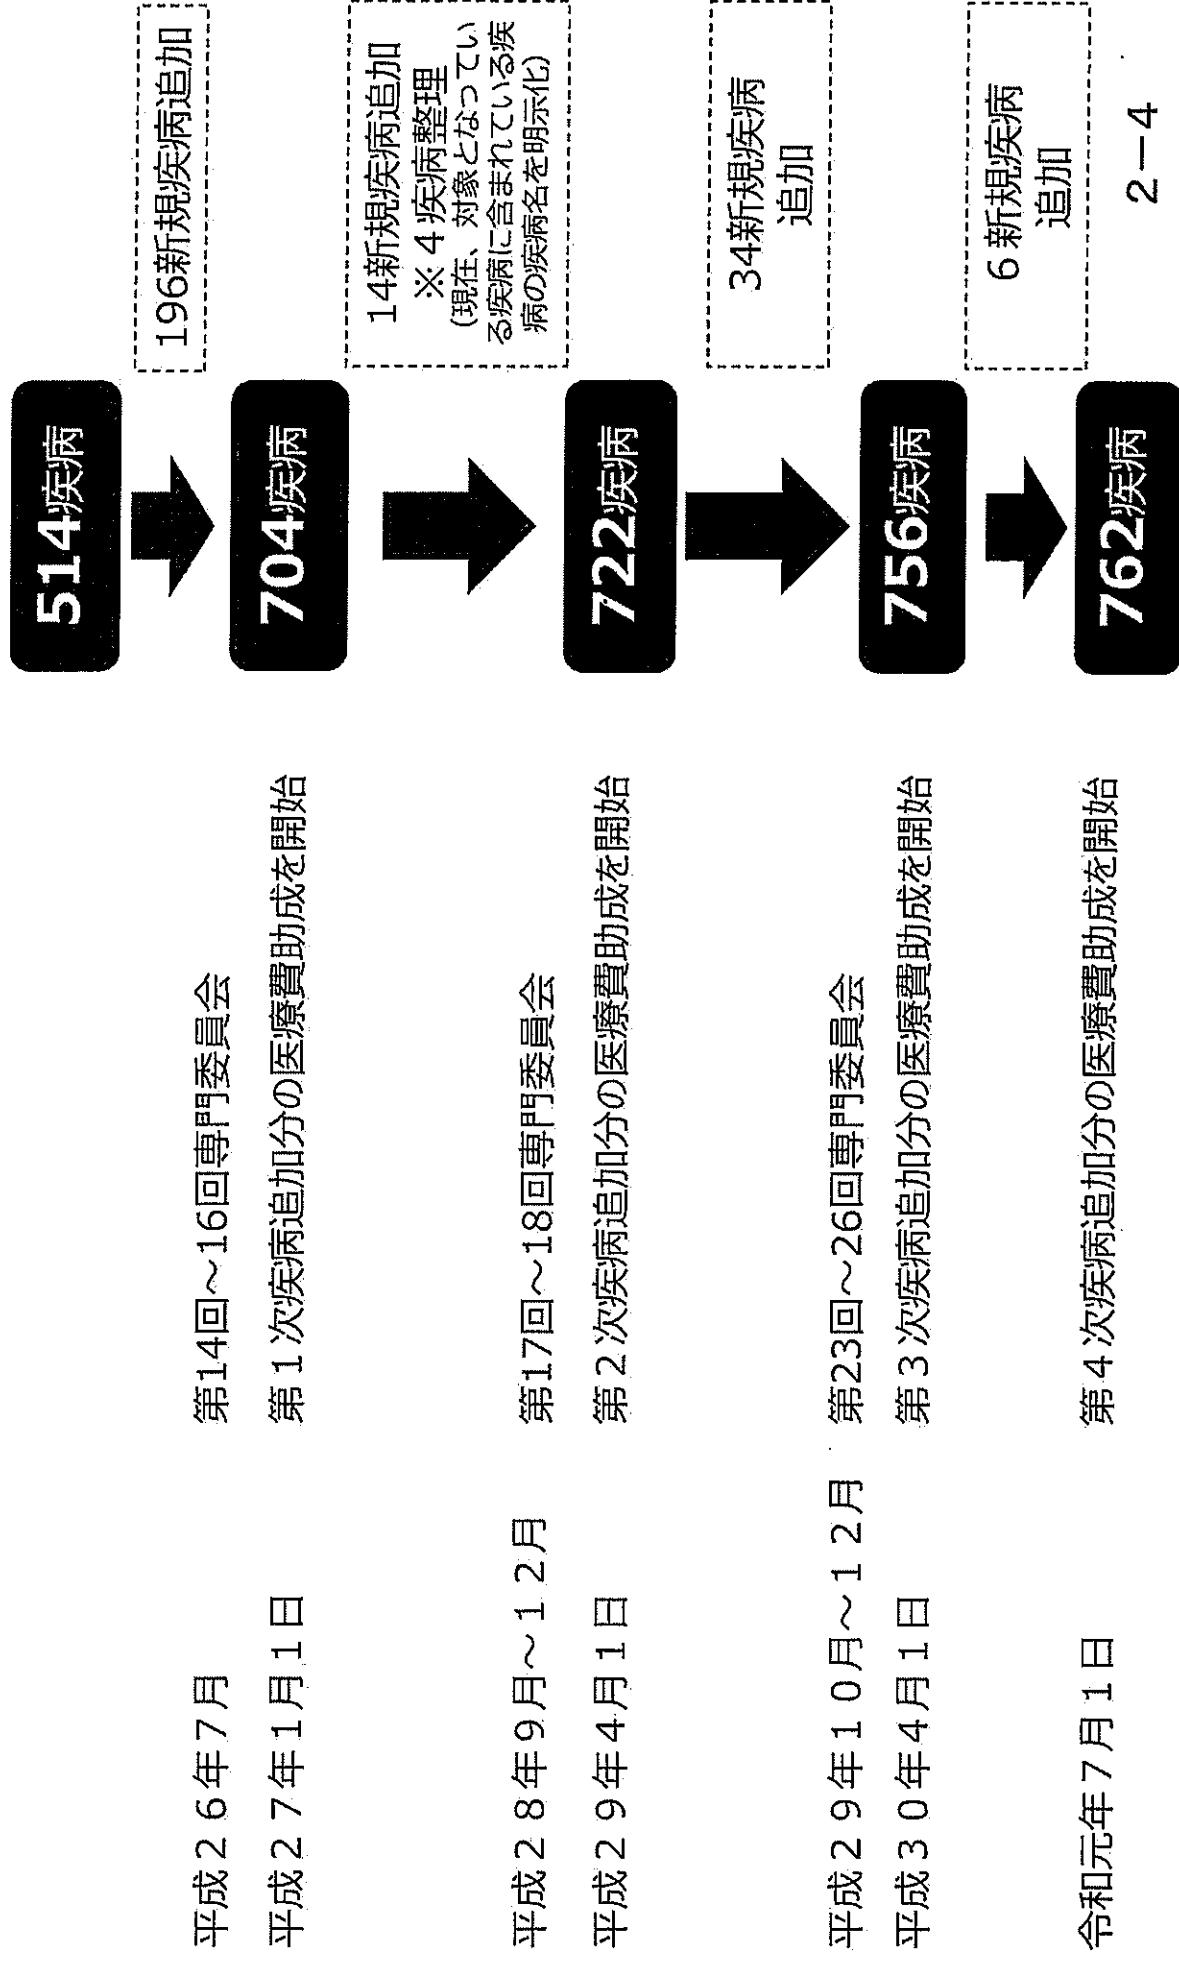 514疾病
196新規疾病追加
平成２６年７月
第14回～16回専門委員会
平成２７年１月１日
第１次疾病追加分の医療費助成を開始
704疾病
14新規疾病追加
※４疾病整理
（現在、対象となってい
る疾病に含まれている疾
病の疾病名を明示化）
平成２８年９月～１２月
第17回～18回専門委員会
平成２９年４月１日
第２次疾病追加分の医療費助成を開始
722疾病
34新規疾病
追加
平成２９年１０月～１２月
第23回～26回専門委員会
平成３０年４月１日
第３次疾病追加分の医療費助成を開始
756疾病
６新規疾病
追加
令和元年７月１日
第４次疾病追加分の医療費助成を開始
762疾病
２－４